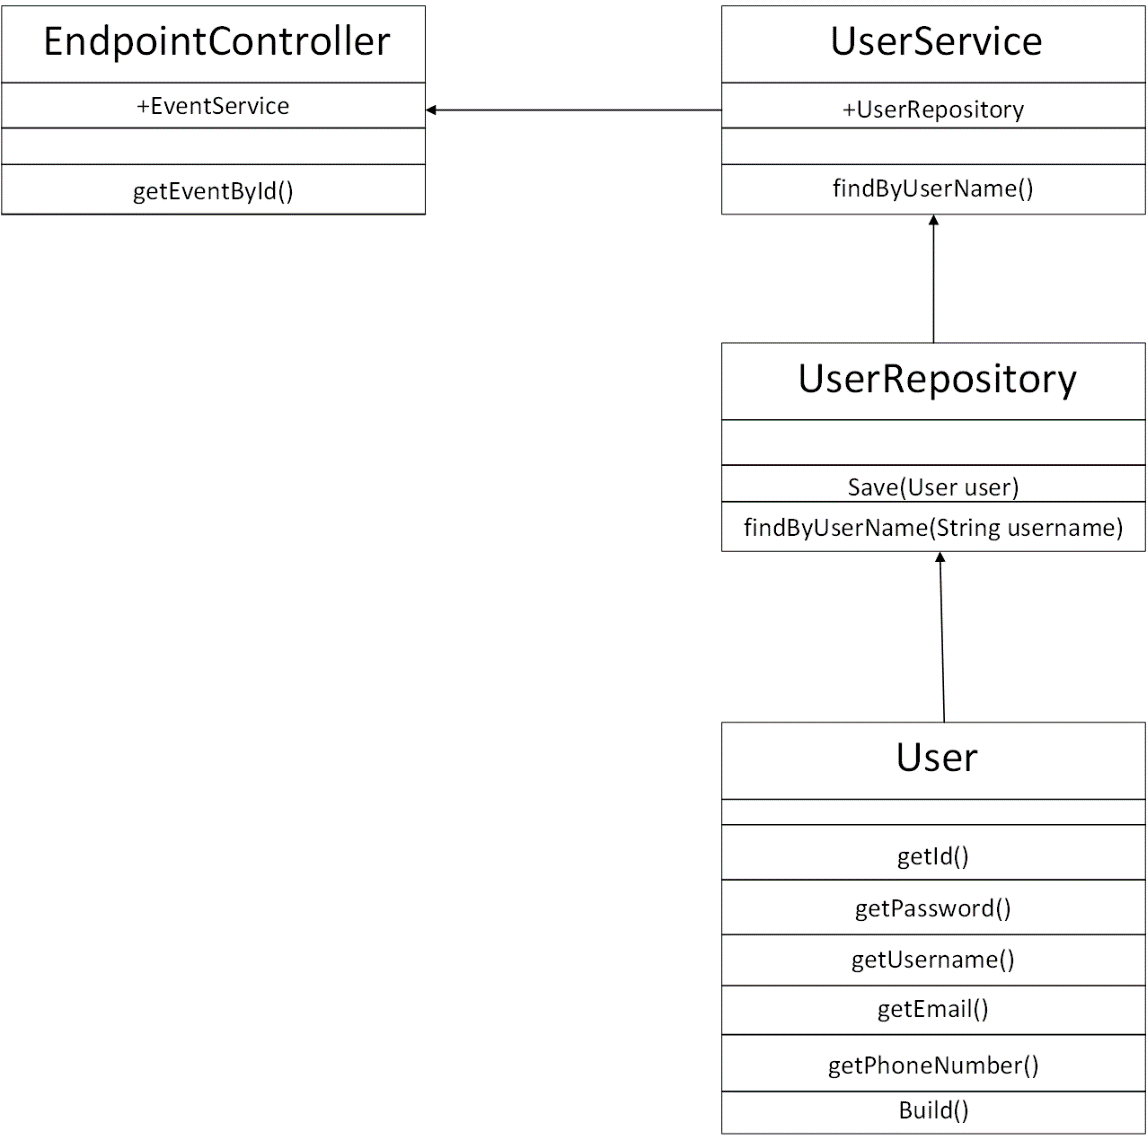 EndpointController
+EventService
getEventById()
UserService
+UserRepository
findByUserName()
UserRepository
Save(User user)
findByUserName(String username)
User
getId()
getPassword()
getUsername()
getEmail()
getPhoneNumber()
Build()